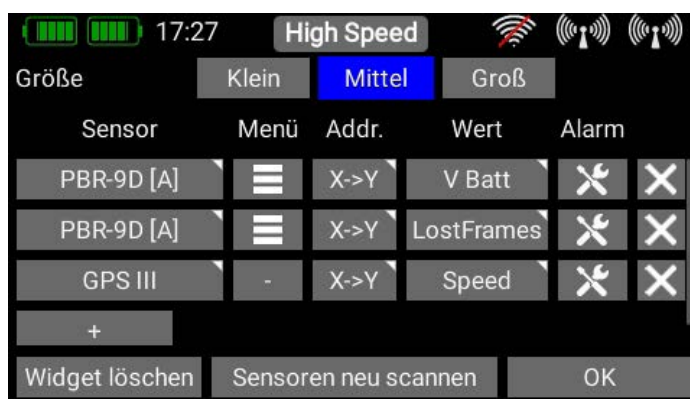 17:27 High Speed
Größe Klein Mittel Groß
Sensor Menü Addr. Wert Alarm
PBR-9D [A] X->Y V Batt
PBR-9D [A] X->Y LostFrames
GPS III - X->Y Speed
+
Widget löschen Sensoren neu scannen OK